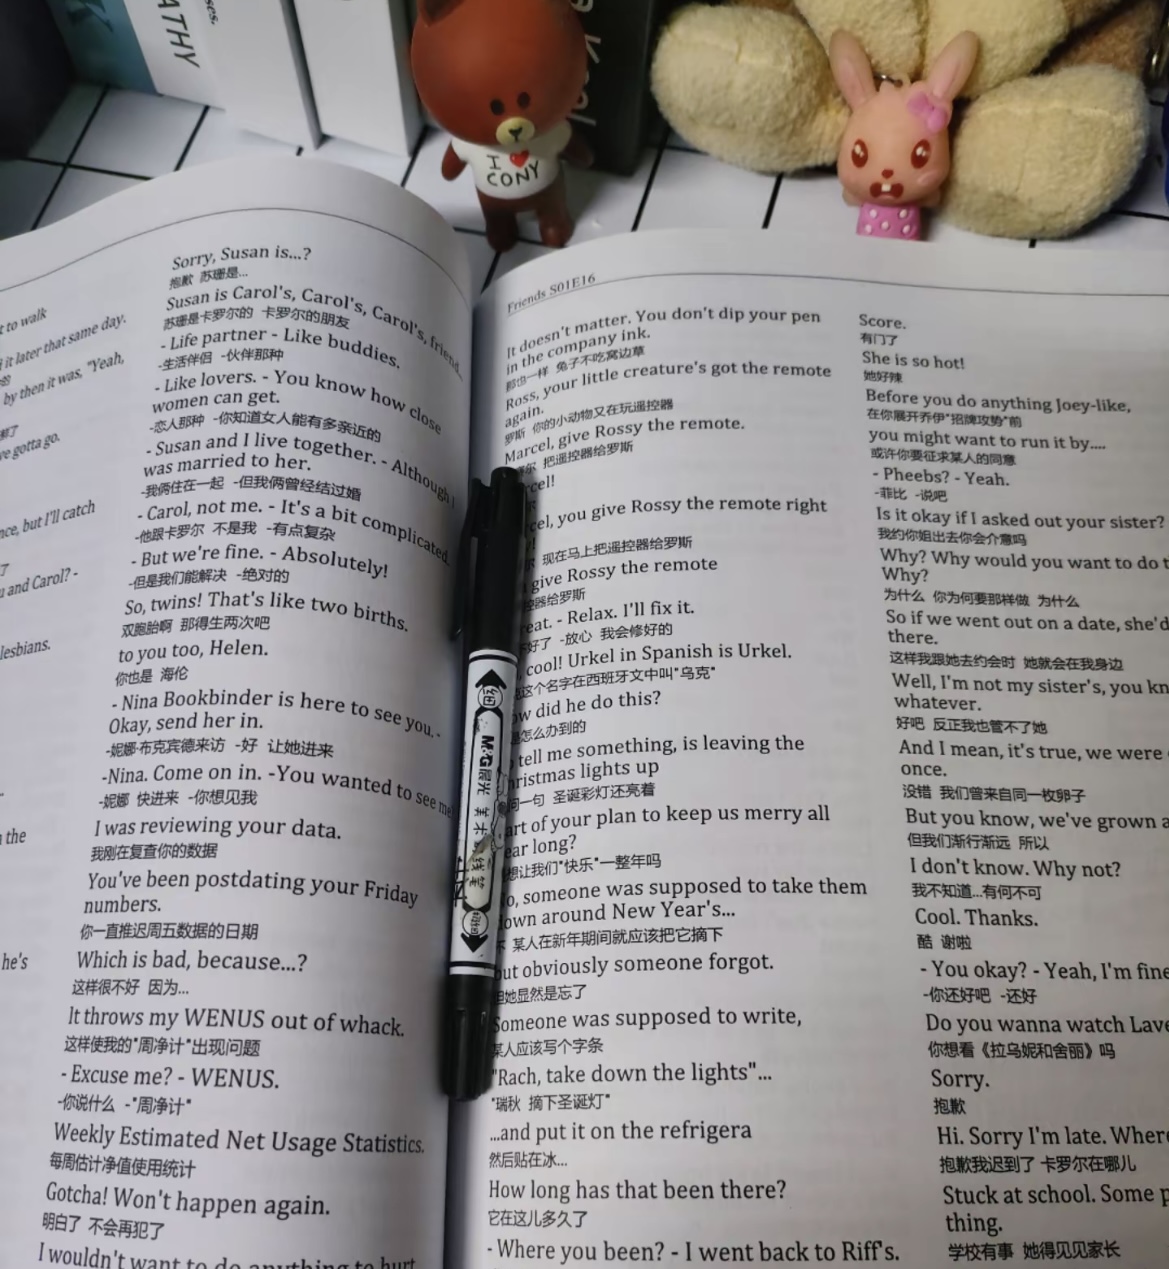 ATHY
ses.
I ❤ CONY
t to walk
it later that same day.
by then it was, "Yeah,
e gotta go.
nce, but I'll catch
u and Carol? -
lesbians.
n the
he's
Sorry, Susan is...?
抱歉 苏珊是...
Susan is Carol's, Carol's, Carol's, friend..
苏珊是卡罗尔的 卡罗尔的朋友
- Life partner - Like buddies.
-生活伴侣 -伙伴那种
- Like lovers. - You know how close
women can get.
-恋人那种 -你知道女人能有多亲近的
- Susan and I live together. - Although I
was married to her.
-我俩住在一起 -但我俩曾经结过婚
- Carol, not me. - It's a bit complicated.
-他跟卡罗尔 不是我 -有点复杂
- But we're fine. - Absolutely!
-但是我们能解决 -绝对的
So, twins! That's like two births.
双胞胎啊 那得生两次吧
to you too, Helen.
你也是 海伦
- Nina Bookbinder is here to see you. -
Okay, send her in.
-妮娜·布克宾德来访 -好 让她进来
-Nina. Come on in. -You wanted to see me
-妮娜 快进来 -你想见我
I was reviewing your data.
我刚在复查你的数据
You've been postdating your Friday
numbers.
你一直推迟周五数据的日期
Which is bad, because...?
这样很不好 因为...
It throws my WENUS out of whack.
这样使我的"周净计"出现问题
- Excuse me? - WENUS.
-你说什么 -"周净计"
Weekly Estimated Net Usage Statistics.
每周估计净值使用统计
Gotcha! Won't happen again.
明白了 不会再犯了
I wouldn't want to do anything to hurt
细
M&G 晨光 美术 线笔
Friends S01E16
It doesn't matter. You don't dip your pen
in the company ink.
那也一样 兔子不吃窝边草
Ross, your little creature's got the remote
again.
罗斯 你的小动物又在玩遥控器
Marcel, give Rossy the remote.
尔 把遥控器给罗斯
rcel!
cel, you give Rossy the remote right
现在马上把遥控器给罗斯
give Rossy the remote
控器给罗斯
eat. - Relax. I'll fix it.
好了 -放心 我会修好的
, cool! Urkel in Spanish is Urkel.
这个名字在西班牙文中叫"乌克"
ow did he do this?
怎么办到的
tell me something, is leaving the
hristmas lights up
问一句 圣诞彩灯还亮着
art of your plan to keep us merry all
ear long?
想让我们"快乐"一整年吗
o, someone was supposed to take them
down around New Year's...
某人在新年期间就应该把它摘下
but obviously someone forgot.
但她显然是忘了
Someone was supposed to write,
某人应该写个字条
"Rach, take down the lights"...
"瑞秋 摘下圣诞灯"
...and put it on the refrigera
然后贴在冰...
How long has that been there?
它在这儿多久了
- Where you been? - I went back to Riff's.
Score.
有门了
She is so hot!
她好辣
Before you do anything Joey-like,
在你展开乔伊"招牌攻势"前
you might want to run it by....
或许你要征求某人的同意
- Pheebs? - Yeah.
-菲比 -说吧
Is it okay if I asked out your sister?
我约你姐出去你会介意吗
Why? Why would you want to do t
Why?
为什么 你为何要那样做 为什么
So if we went out on a date, she'd
there.
这样我跟她去约会时 她就会在我身边
Well, I'm not my sister's, you kn
whatever.
好吧 反正我也管不了她
And I mean, it's true, we were
once.
没错 我们曾来自同一枚卵子
But you know, we've grown a
但我们渐行渐远 所以
I don't know. Why not?
我不知道...有何不可
Cool. Thanks.
酷 谢啦
- You okay? - Yeah, I'm fine
-你还好吧 -还好
Do you wanna watch Lave
你想看《拉乌妮和舍丽》吗
Sorry.
抱歉
Hi. Sorry I'm late. Where
抱歉我迟到了 卡罗尔在哪儿
Stuck at school. Some p
thing.
学校有事 她得见见家长